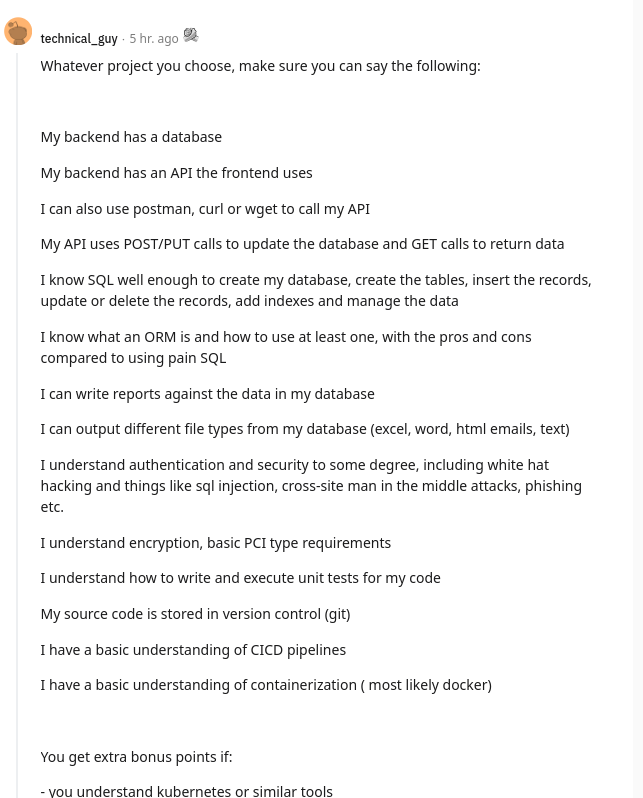 technical_guy · 5 hr. ago
Whatever project you choose, make sure you can say the following:
My backend has a database
My backend has an API the frontend uses
I can also use postman, curl or wget to call my API
My API uses POST/PUT calls to update the database and GET calls to return data
I know SQL well enough to create my database, create the tables, insert the records,
update or delete the records, add indexes and manage the data
I know what an ORM is and how to use at least one, with the pros and cons
compared to using pain SQL
I can write reports against the data in my database
I can output different file types from my database (excel, word, html emails, text)
I understand authentication and security to some degree, including white hat
hacking and things like sql injection, cross-site man in the middle attacks, phishing
etc.
I understand encryption, basic PCI type requirements
I understand how to write and execute unit tests for my code
My source code is stored in version control (git)
I have a basic understanding of CICD pipelines
I have a basic understanding of containerization ( most likely docker)
You get extra bonus points if:
- you understand kubernetes or similar tools